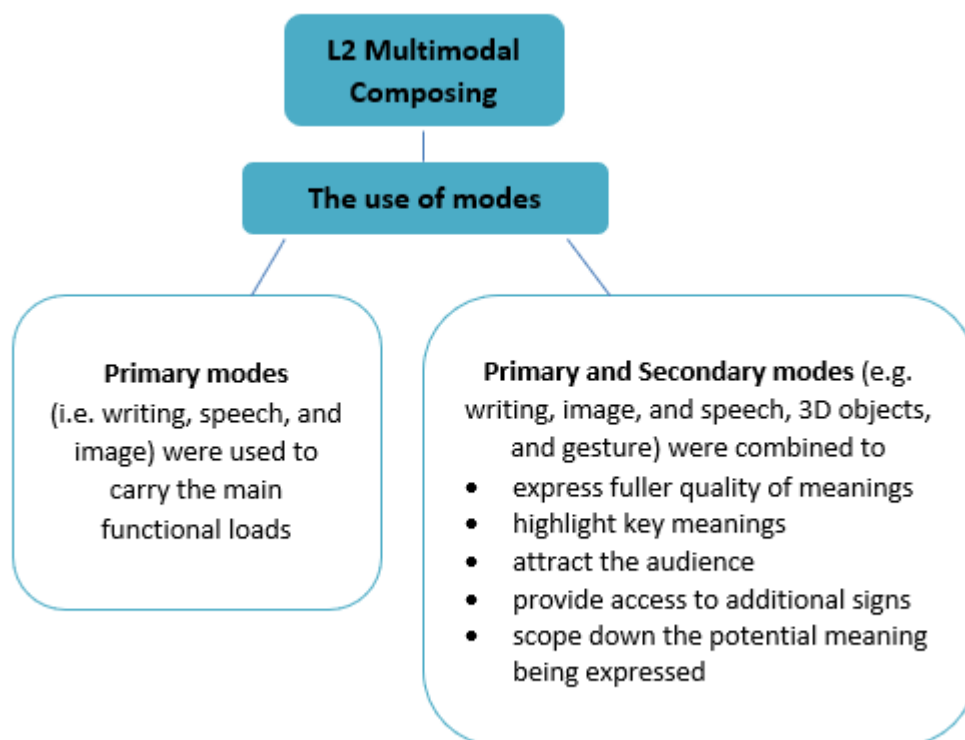 L2 Multimodal
Composing
The use of modes
Primary modes
(i.e. writing, speech, and
image) were used to
carry the main
functional loads
Primary and Secondary modes (e.g.
writing, image, and speech, 3D objects,
and gesture) were combined to
• express fuller quality of meanings
• highlight key meanings
• attract the audience
• provide access to additional signs
• scope down the potential meaning
being expressed